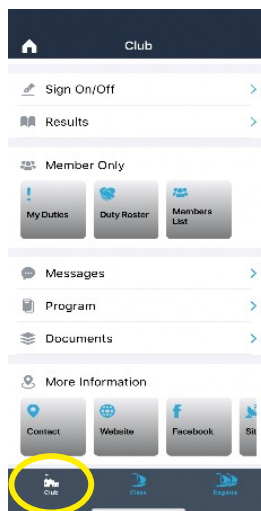 Club
Sign On/Off
Results
Member Only
My Duties
Duty Roster
Members
List
Messages
Program
Documents
More Information
Contact
Website
Facebook
Sit
Club
Class
Regatta